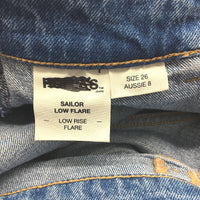 SAILOR
LOW FLARE
LOW RISE
FLARE
SIZE 26
AUSSIE 8